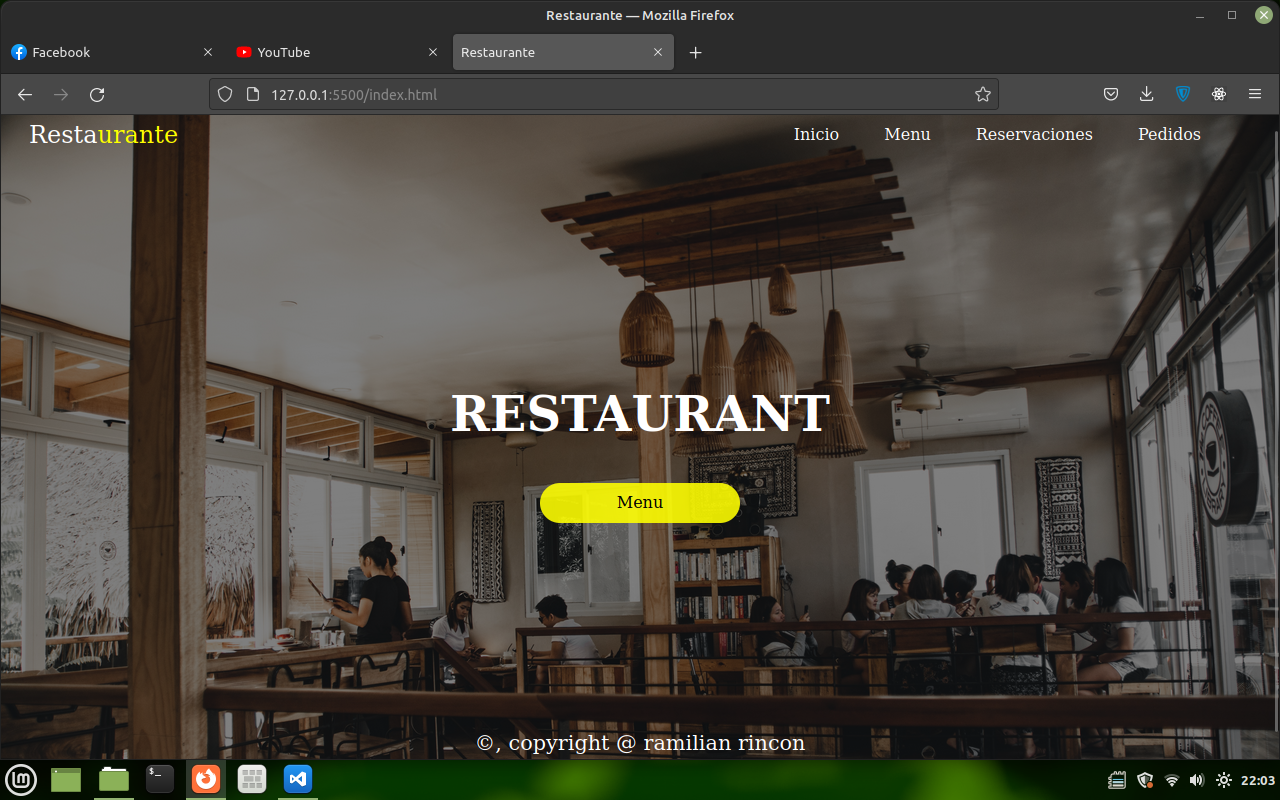 Restaurante — Mozilla Firefox
Facebook
YouTube
Restaurante
127.0.0.1:5500/index.html
Restaurante
Inicio
Menu
Reservaciones
Pedidos
RESTAURANT
Menu
©, copyright @ ramilian rincon
22:03